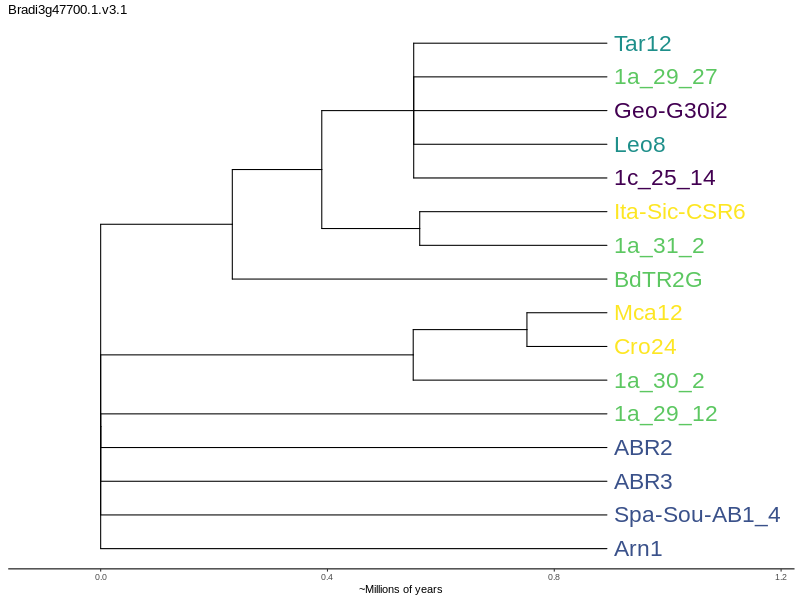 Bradi3g47700.1.v3.1
Tar12
1a_29_27
Geo-G30i2
Leo8
1c_25_14
Ita-Sic-CSR6
1a_31_2
BdTR2G
Mca12
Cro24
1a_30_2
1a_29_12
ABR2
ABR3
Spa-Sou-AB1_4
Arn1
0.0 0.4 0.8 1.2
~Millions of years